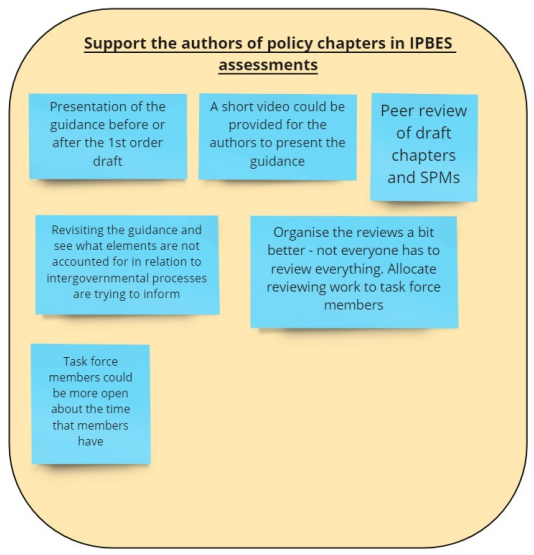 Support the authors of policy chapters in IPBES
assessments
Presentation of the
guidance before or
after the 1st order
draft
A short video could be
provided for the
authors to present the
guidance
Peer review
of draft
chapters
and SPMs
Revisiting the guidance and
see what elements are not
accounted for in relation to
intergovernmental processes
are trying to inform
Organise the reviews a bit
better - not everyone has to
review everything. Allocate
reviewing work to task force
members
Task force
members could
be more open
about the time
that members
have